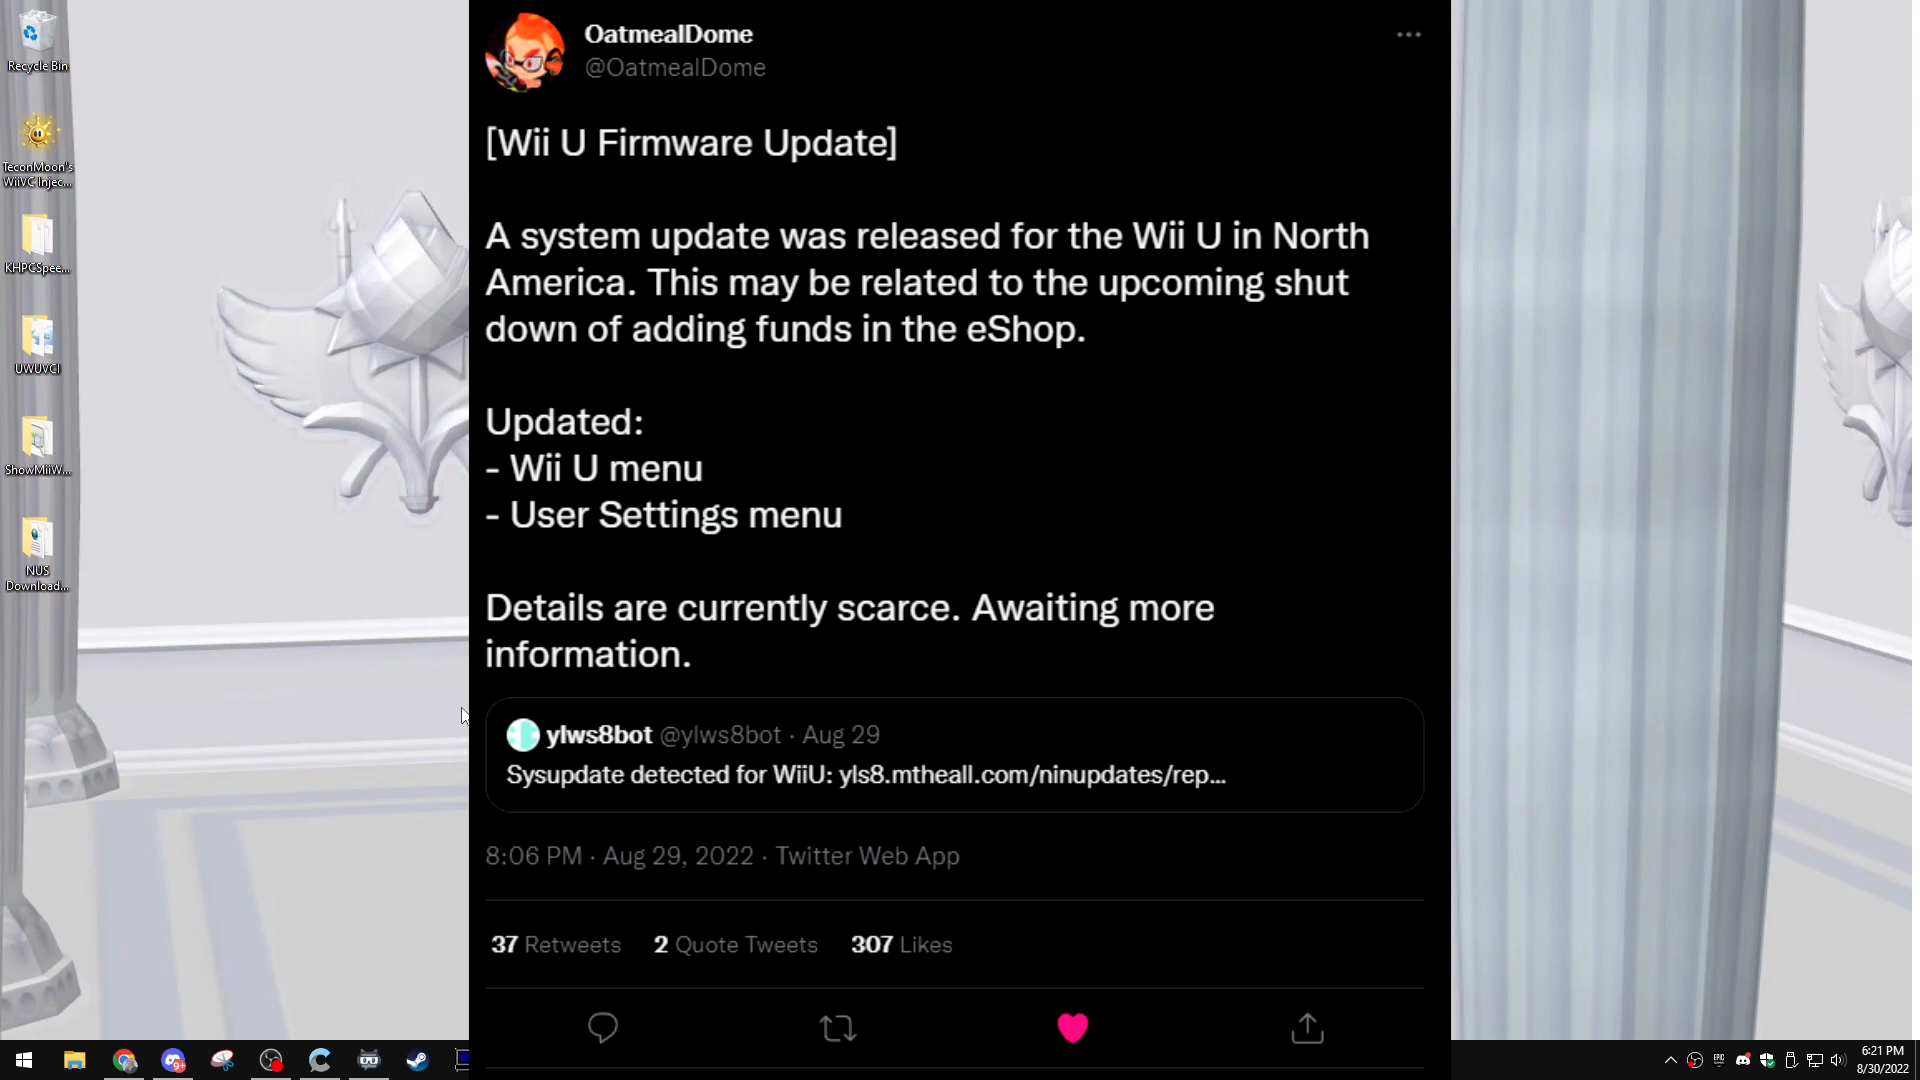 Recycle Bin
TeconMoon's
WiiVC Injec...
KHPCSpee...
UWUVCI
ShowMiiW...
NUS
Download...
OatmealDome
@OatmealDome
[Wii U Firmware Update]
A system update was released for the Wii U in North
America. This may be related to the upcoming shut
down of adding funds in the eShop.
Updated:
- Wii U menu
- User Settings menu
Details are currently scarce. Awaiting more
information.
ylws8bot @ylws8bot · Aug 29
Sysupdate detected for WiiU: yls8.mtheall.com/ninupdates/rep...
8:06 PM · Aug 29, 2022 · Twitter Web App
37 Retweets 2 Quote Tweets 307 Likes
9+
EPIC
6:21 PM
8/30/2022